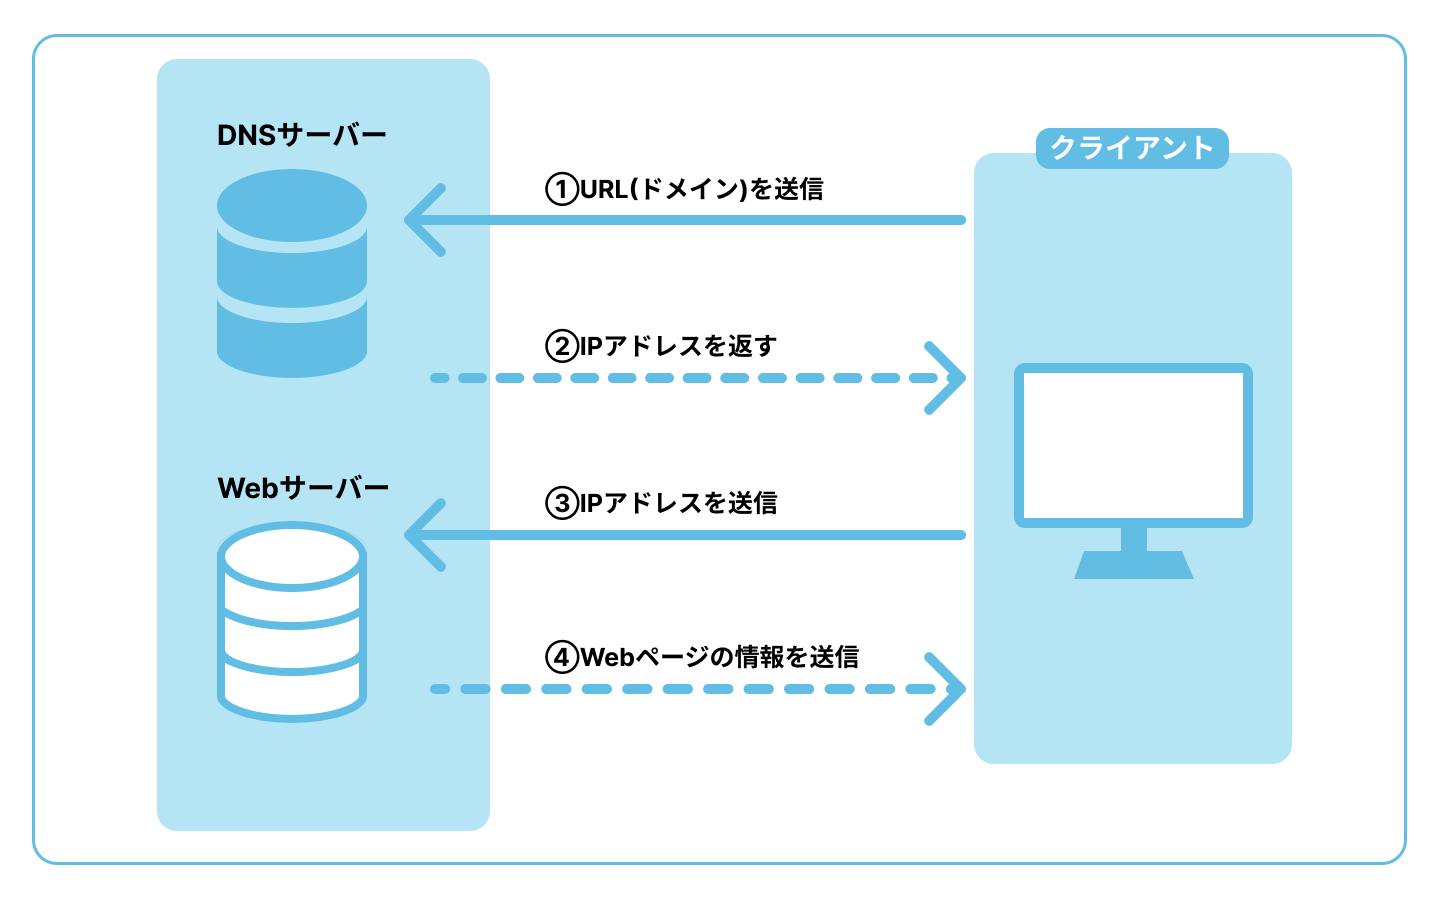 DNSサーバー
クライアント
①URL(ドメイン)を送信
②IPアドレスを返す
Webサーバー
③IPアドレスを送信
④Webページの情報を送信